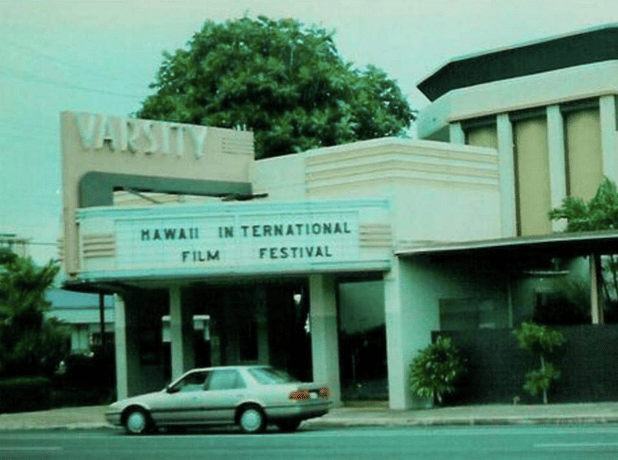 VARSITY
HAWAII IN TERNATIONAL
FILM FESTIVAL